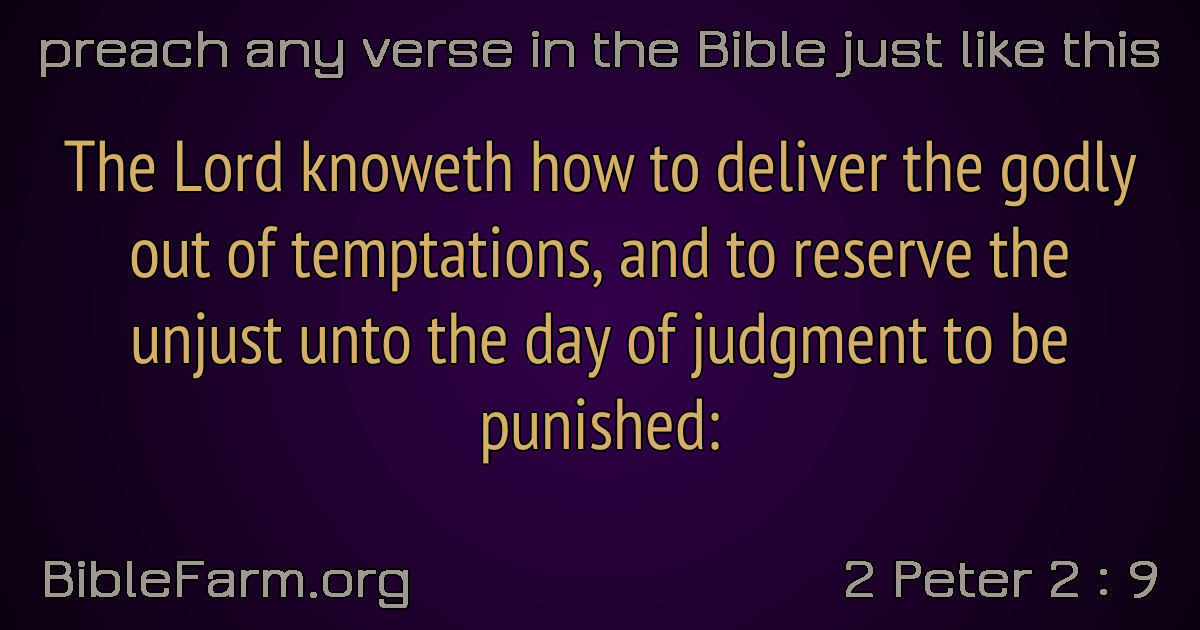 preach any verse in the Bible just like this
The Lord knoweth how to deliver the godly
out of temptations, and to reserve the
unjust unto the day of judgment to be
punished:
BibleFarm.org
2 Peter 2 : 9